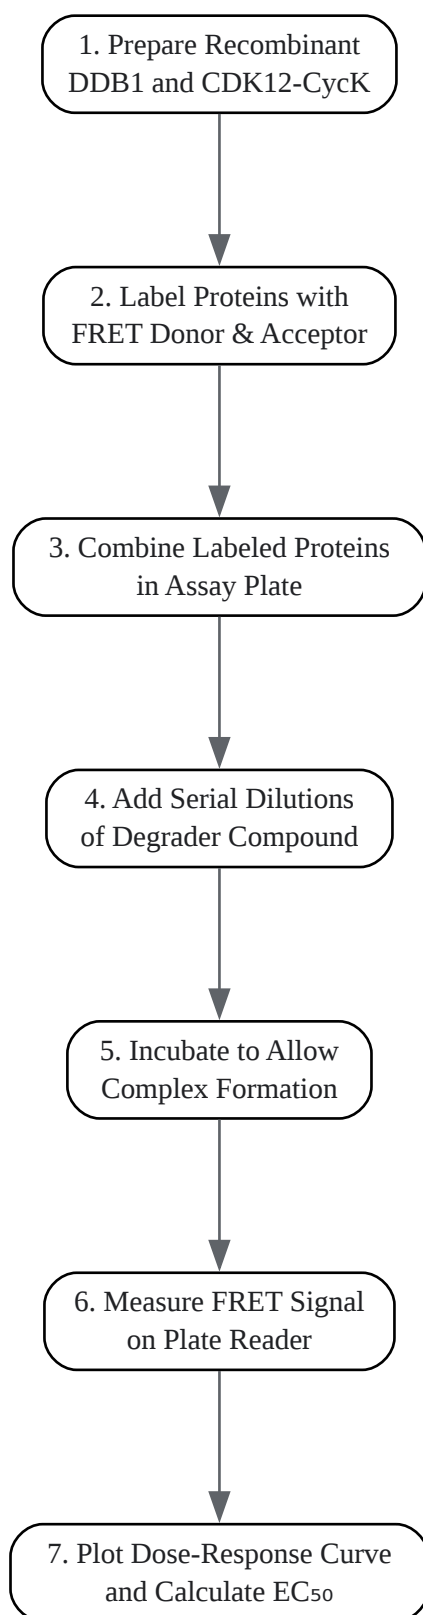 1. Prepare Recombinant
DDB1 and CDK12-CycK
2. Label Proteins with
FRET Donor & Acceptor
3. Combine Labeled Proteins
in Assay Plate
4. Add Serial Dilutions
of Degrader Compound
5. Incubate to Allow
Complex Formation
6. Measure FRET Signal
on Plate Reader
7. Plot Dose-Response Curve
and Calculate EC₅₀